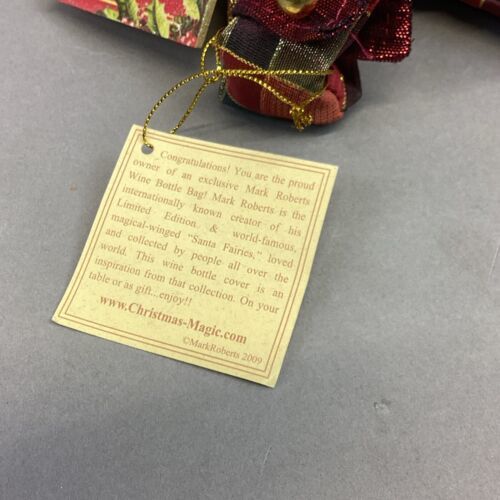 Congratulations! You are the proud
owner of an exclusive Mark Roberts
Wine Bottle Bag! Mark Roberts is the
internationally known creator of his
Limited Edition & world-famous,
magical-winged "Santa Fairies," loved
and collected by people all over the
world. This wine bottle cover is an
inspiration from that collection. On your
table or as gift...enjoy!!
www.Christmas-Magic.com
©MarkRoberts 2009